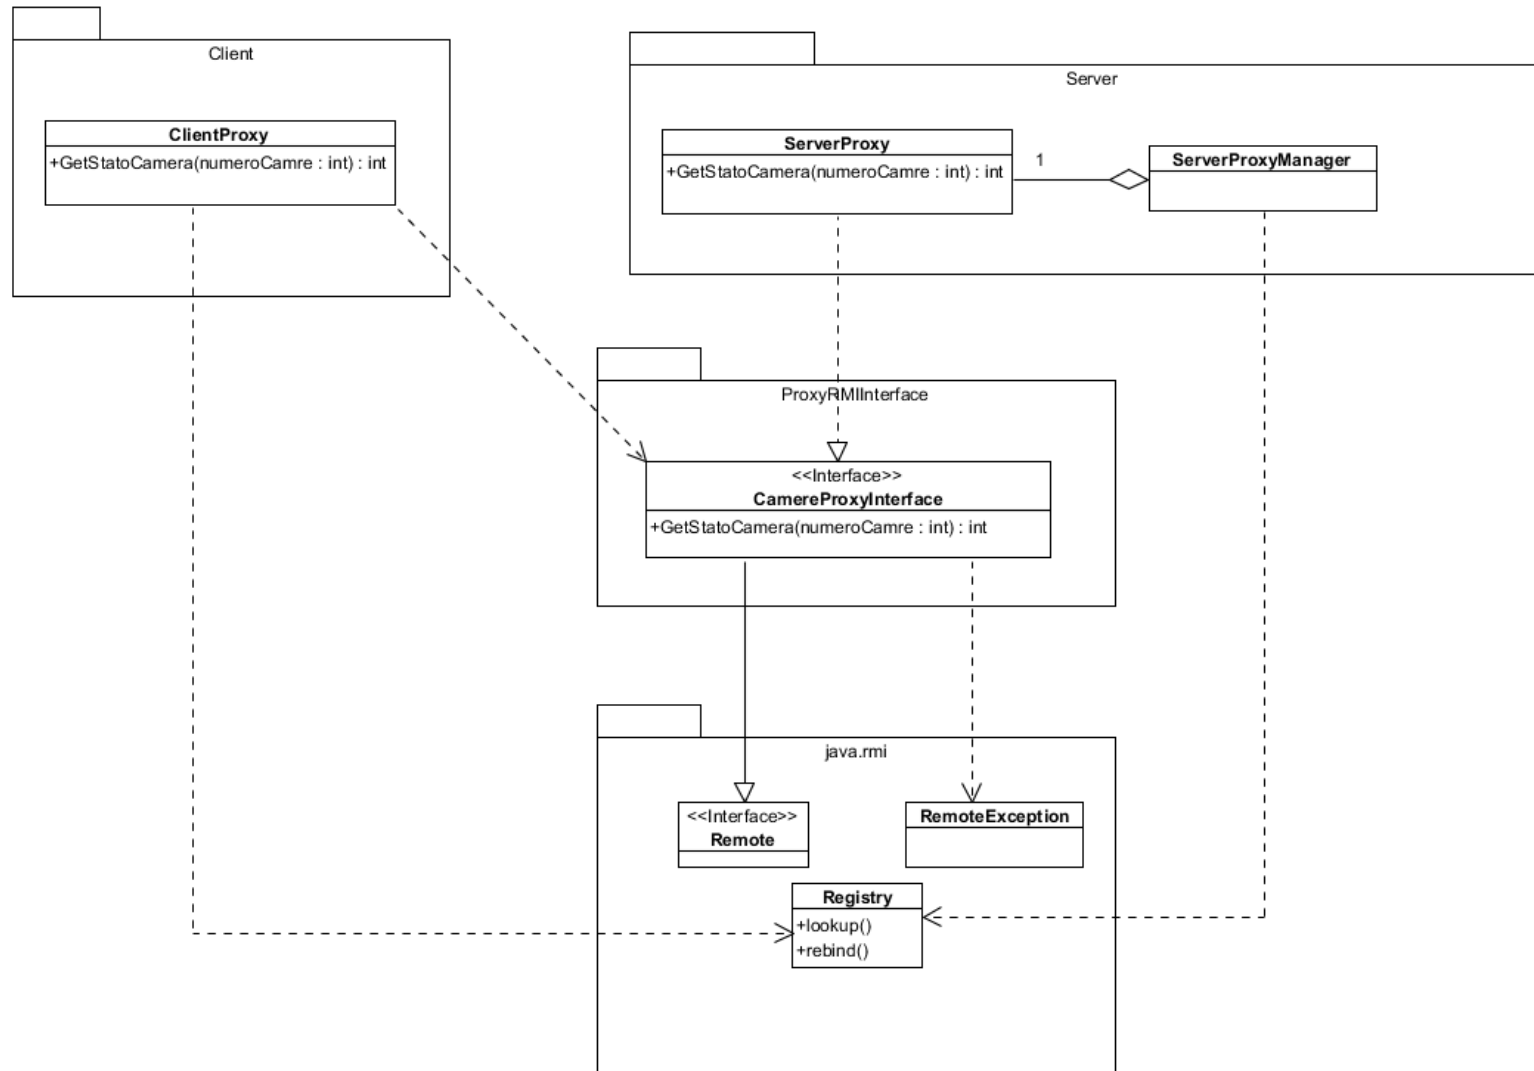 Client
ClientProxy
+GetStatoCamera(numeroCamre : int) : int
Server
ServerProxy
+GetStatoCamera(numeroCamre : int) : int
1
ServerProxyManager
ProxyRMIInterface
<<Interface>>
CamereProxyInterface
+GetStatoCamera(numeroCamre : int) : int
java.rmi
<<Interface>>
Remote
RemoteException
Registry
+lookup()
+rebind()